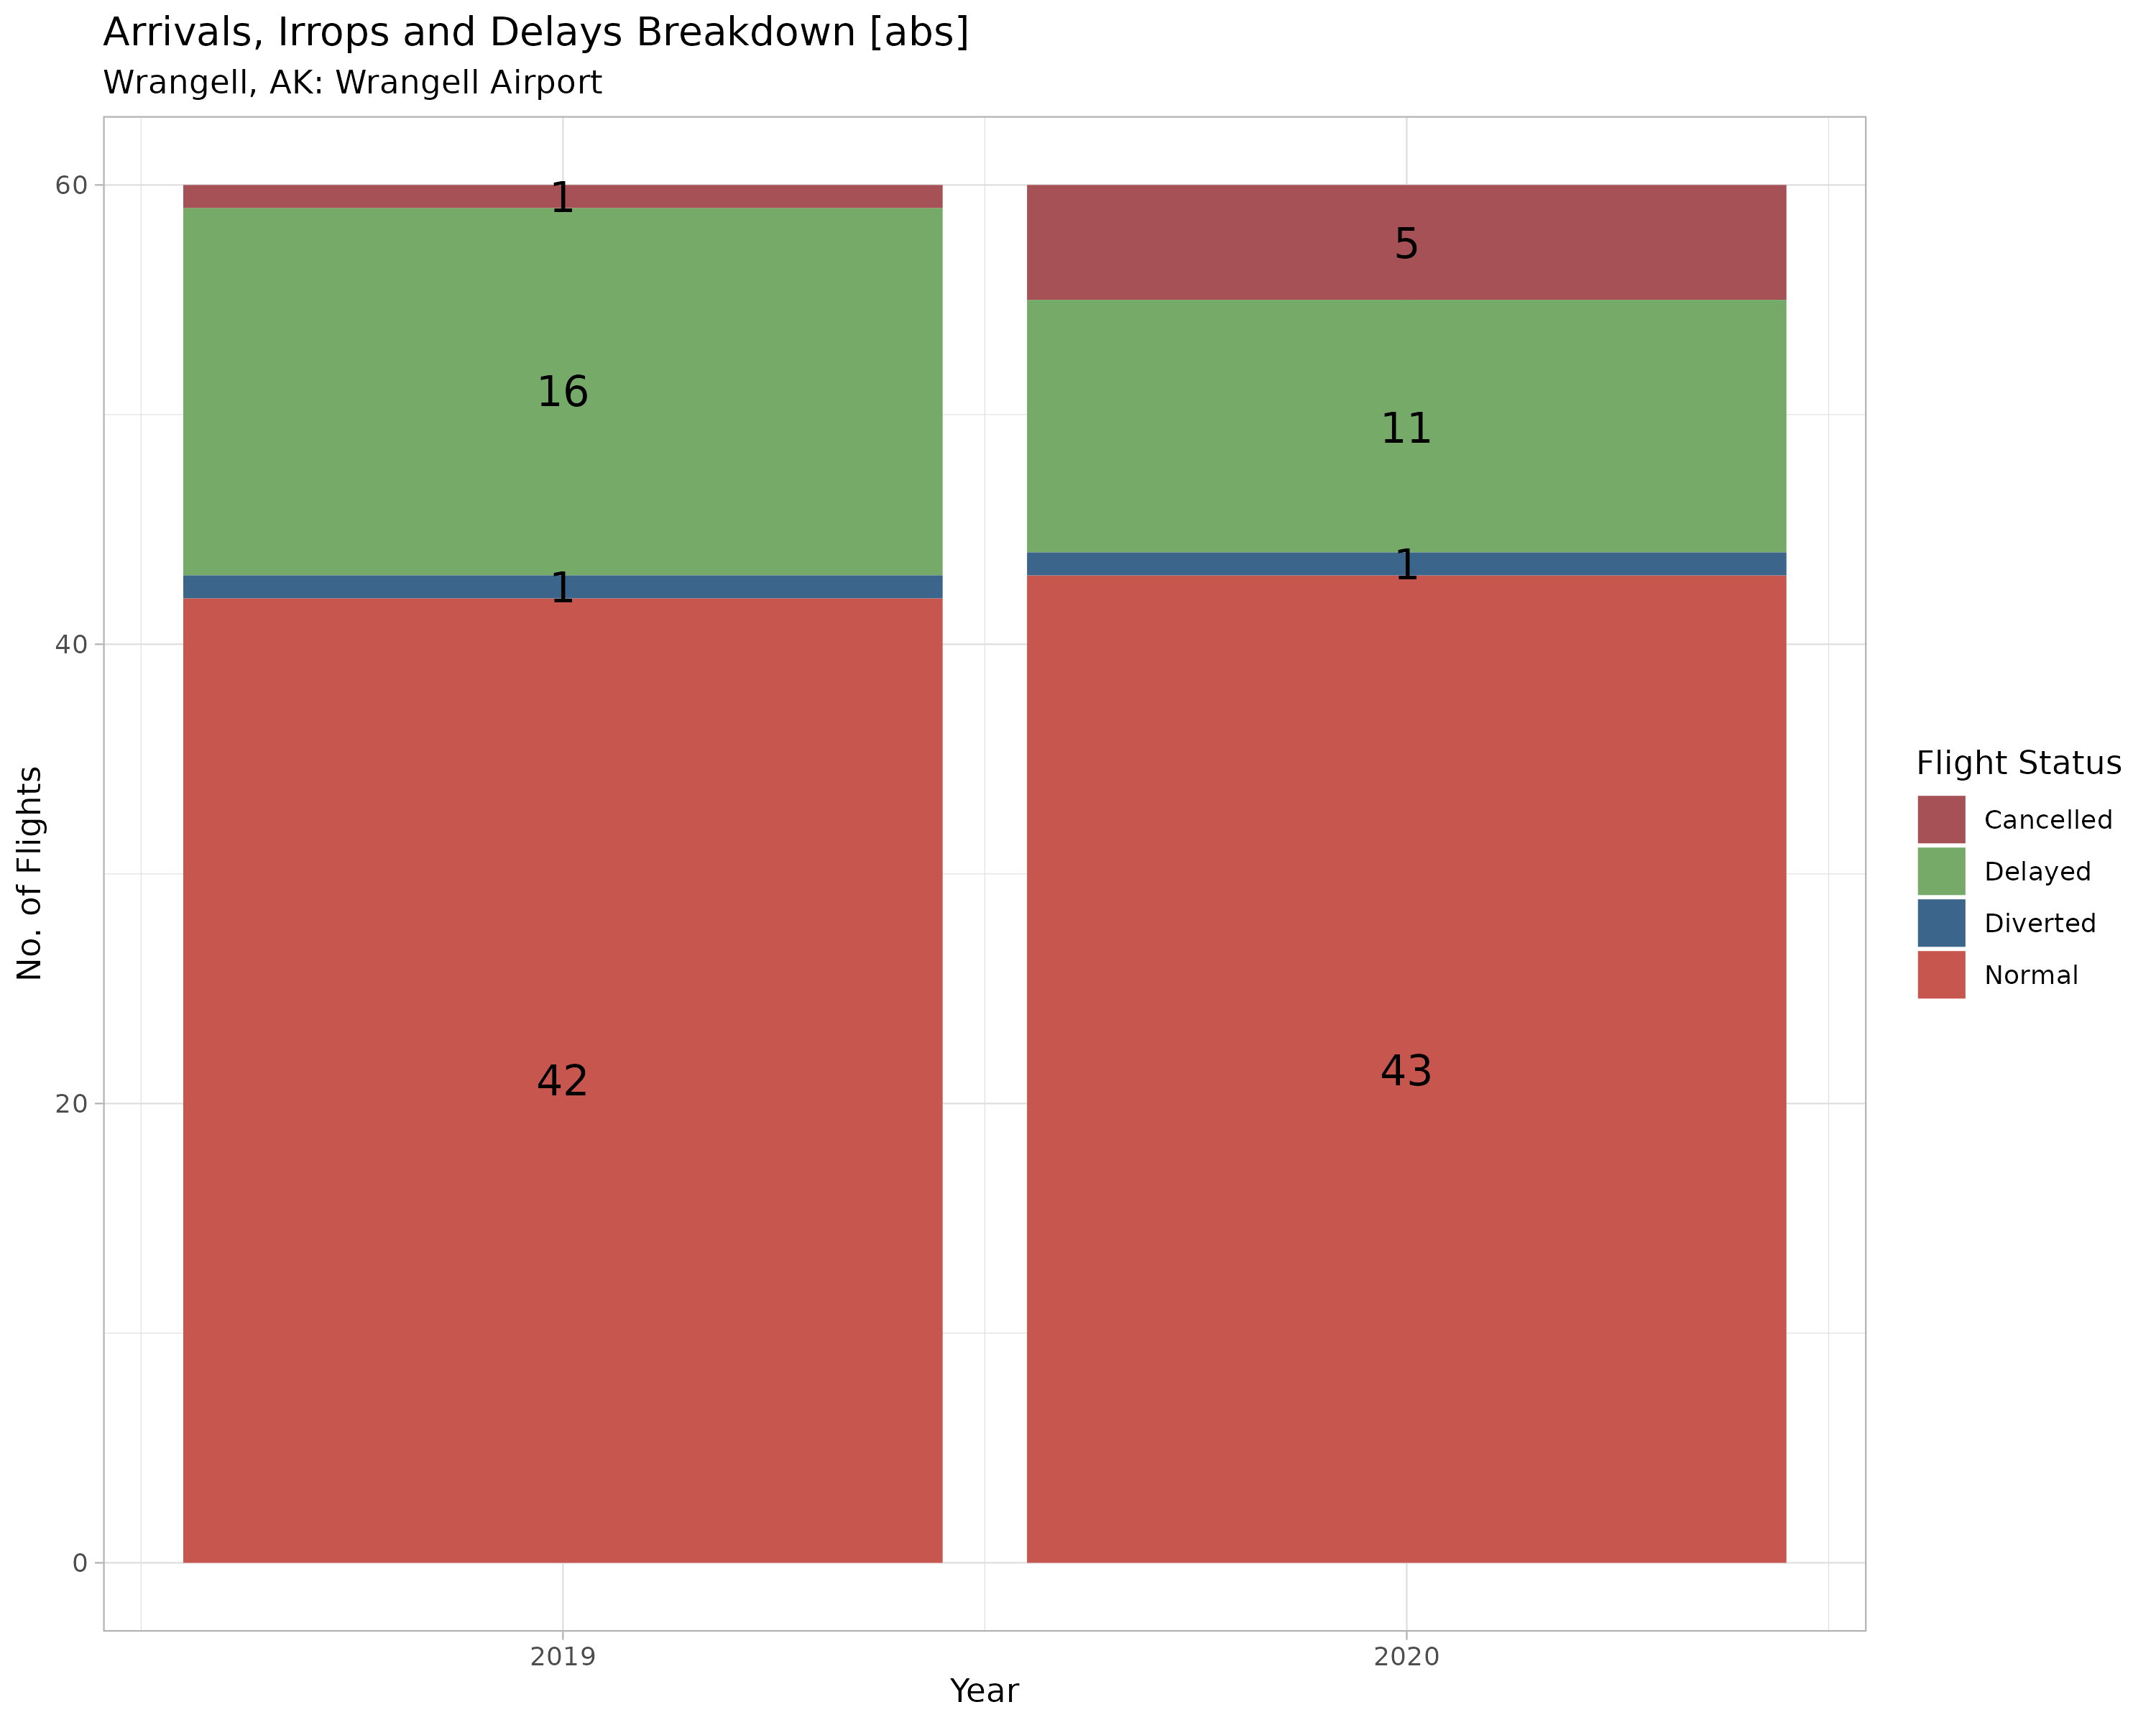 Arrivals, Irrops and Delays Breakdown [abs]
Wrangell, AK: Wrangell Airport
No. of Flights
60
40
20
0
1
16
1
42
5
11
1
43
2019
2020
Year
Flight Status
Cancelled
Delayed
Diverted
Normal